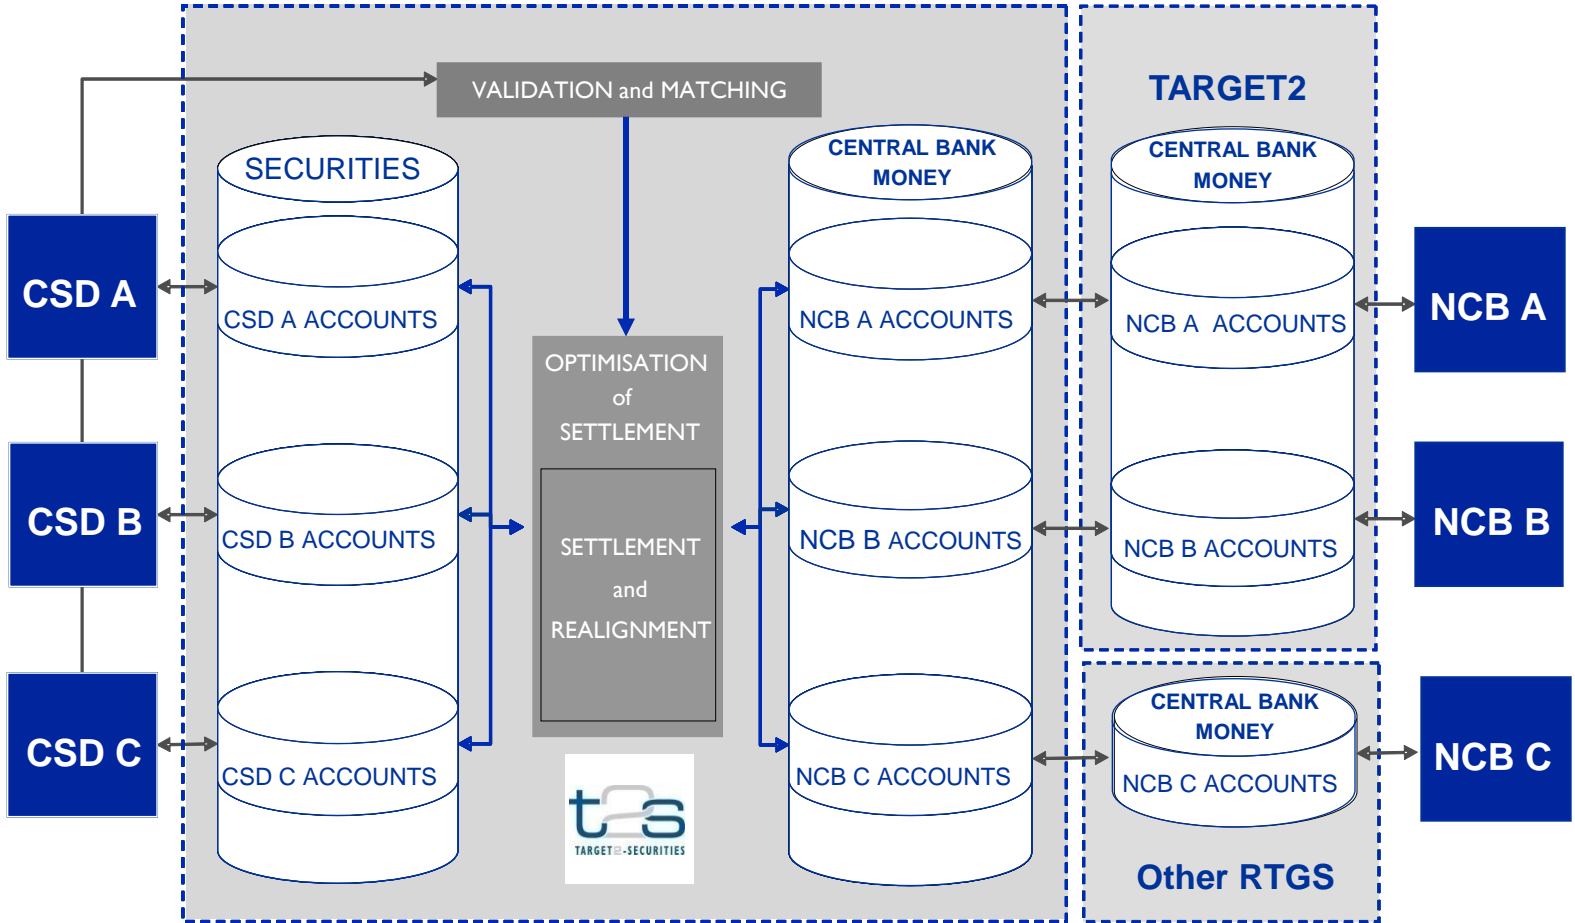 VALIDATION and MATCHING
TARGET2
SECURITIES
CENTRAL BANK
MONEY
CENTRAL BANK
MONEY
CSD A
CSD A ACCOUNTS
NCB A ACCOUNTS
NCB A ACCOUNTS
NCB A
OPTIMISATION
of
SETTLEMENT
CSD B
CSD B ACCOUNTS
NCB B ACCOUNTS
NCB B ACCOUNTS
NCB B
SETTLEMENT
and
REALIGNMENT
CENTRAL BANK
MONEY
CSD C
CSD C ACCOUNTS
NCB C ACCOUNTS
NCB C ACCOUNTS
NCB C
t2s
TARGET2-SECURITIES
Other RTGS